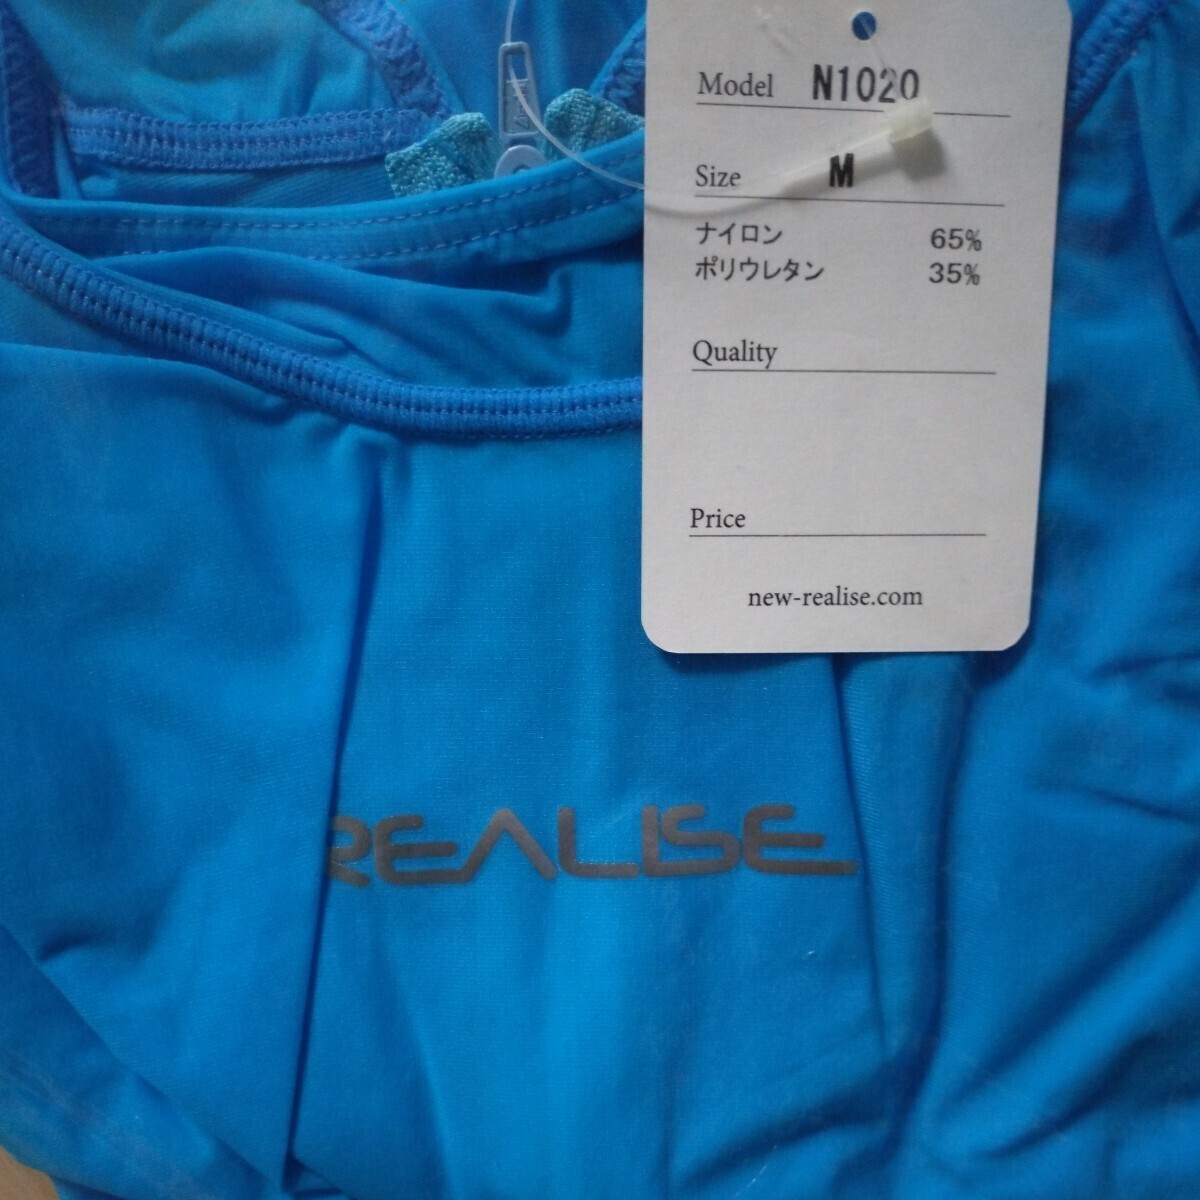 Model N1020
Size M
ナイロン 65%
ポリウレタン 35%
Quality
Price
new-realise.com
REALISE